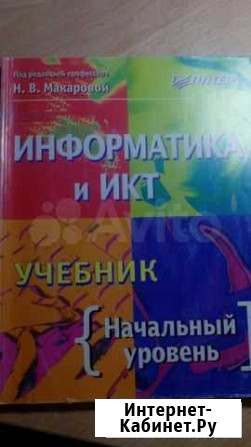 Под редакцией профессора
Н. В. Макаровой
ПИТЕР
ИНФОРМАТИКА
и ИКТ
Avito
УЧЕБНИК
{Начальный
уровень}
Интернет-
Кабинет.Ру